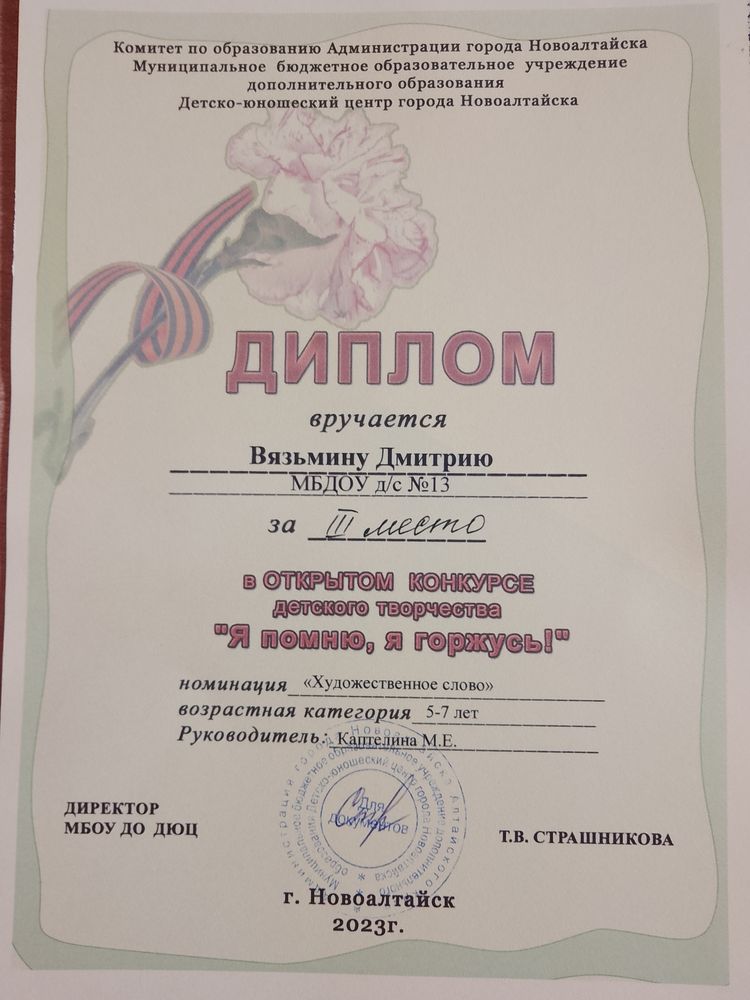 Комитет по образованию Администрации города Новоалтайска
Муниципальное бюджетное образовательное учреждение
дополнительного образования
Детско-юношеский центр города Новоалтайска
ДИПЛОМ
вручается
Вязьмину Дмитрию
МБДОУ д/с №13
за III место
в ОТКРЫТОМ КОНКУРСЕ
детского творчества
"Я помню, я горжусь!"
номинация «Художественное слово»
возрастная категория 5-7 лет
Руководитель: Каптелина М.Е.
Для
документов
ДИРЕКТОР
МБОУ ДО ДЮЦ
Т.В. СТРАШНИКОВА
г. Новоалтайск
2023г.